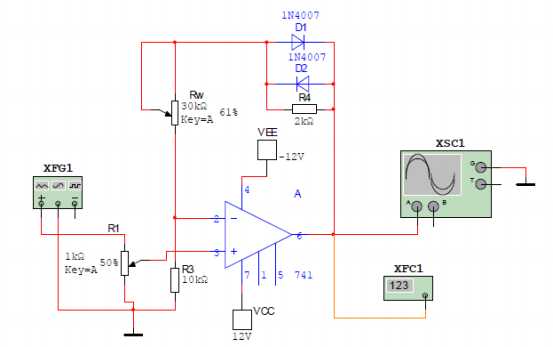 1N4007
D1
1N4007
D2
R4
2kΩ
Rw
30kΩ
Key=A
61%
VEE
-12V
XFG1
XSC1
G
T
A B
4
A
2
3
6
7 1 5 741
R1
1kΩ
50%
Key=A
R3
10kΩ
VCC
12V
XFC1
123